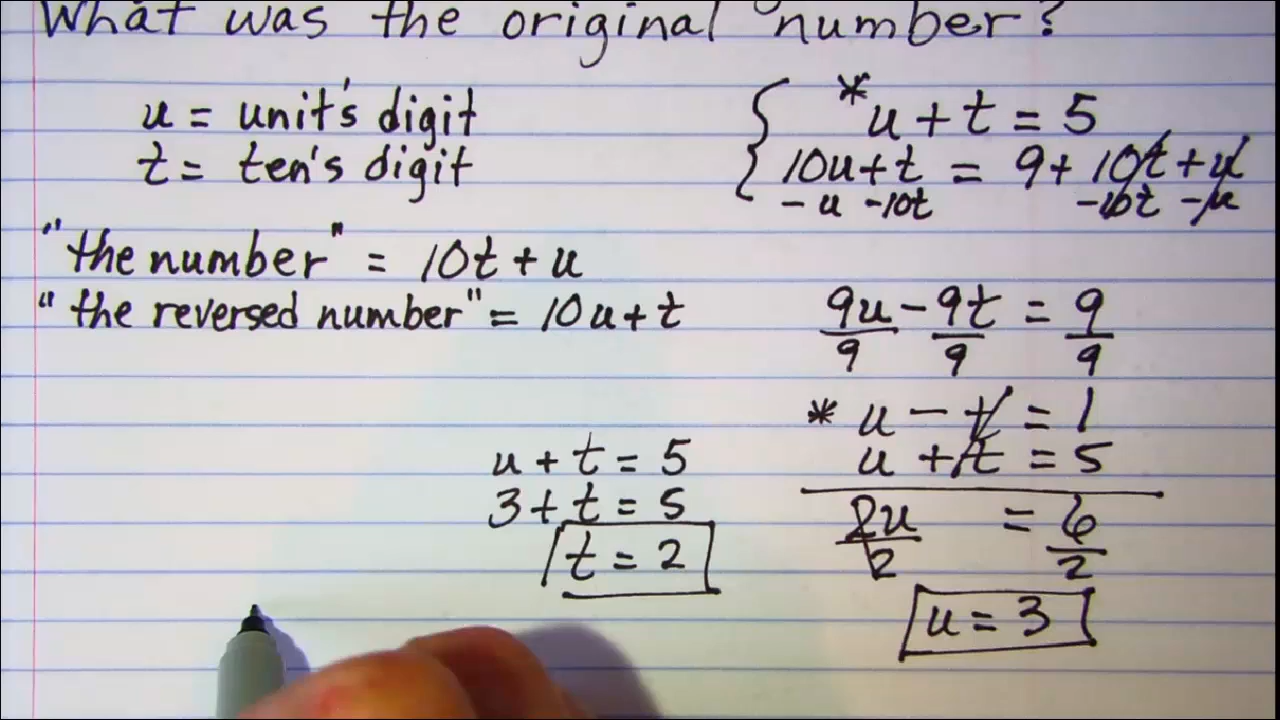 What was the original number?
u = unit's digit
t = ten's digit
"the number" = 10t + u
"the reversed number" = 10u + t
* u + t = 5
10u + t = 9 + 10t + u
- u - 10t - 10t - u
9u - 9t = 9
9 9 9
* u - t = 1
u + t = 5
2u = 6
2 2
u = 3
u + t = 5
3 + t = 5
t = 2